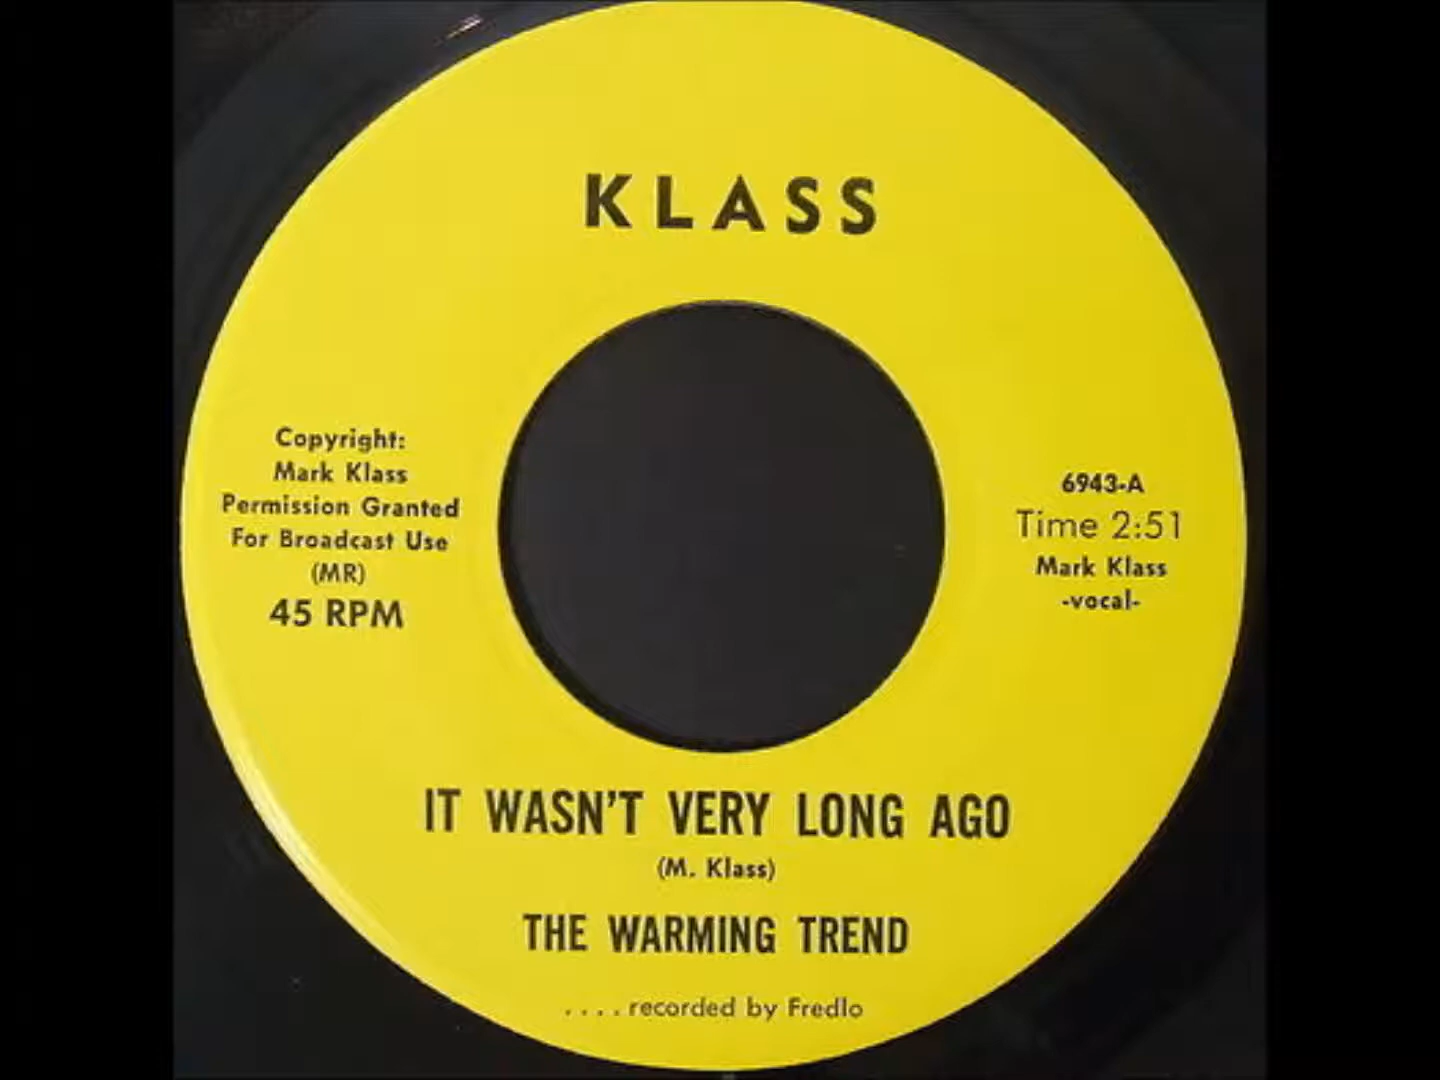 KLASS
Copyright:
Mark Klass
Permission Granted
For Broadcast Use
(MR)
45 RPM
6943-A
Time 2:51
Mark Klass
-vocal-
IT WASN'T VERY LONG AGO
(M. Klass)
THE WARMING TREND
....recorded by Fredlo